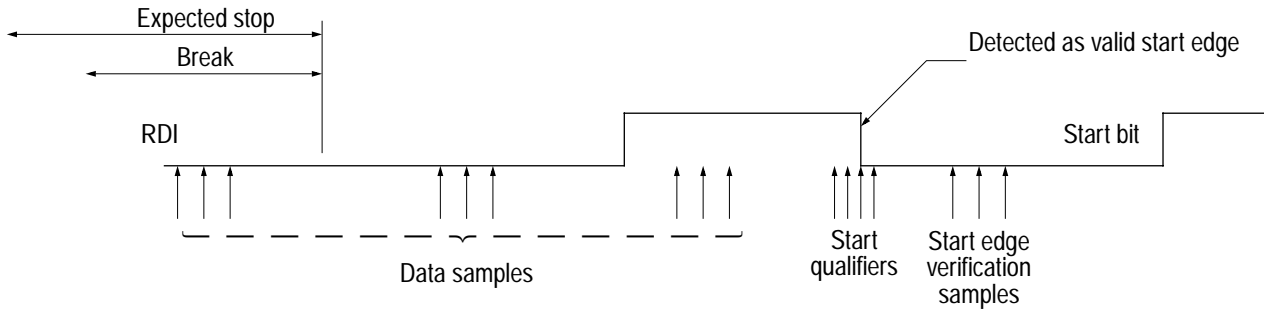 Expected stop
Break
Detected as valid start edge
RDI
Start bit
Data samples
Start
qualifiers
Start edge
verification
samples